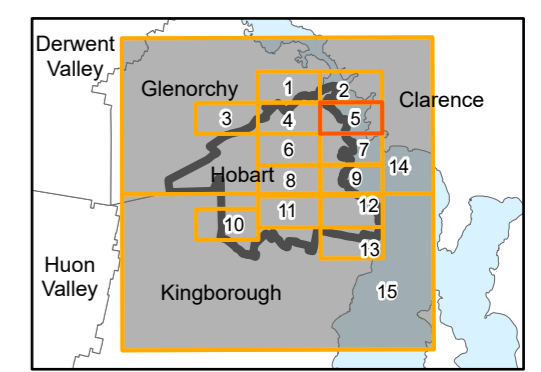 Derwent
Valley
Glenorchy
1
2
Clarence
3
4
5
6
7
14
Hobart
8
9
11
12
10
13
Huon
Valley
Kingborough
15